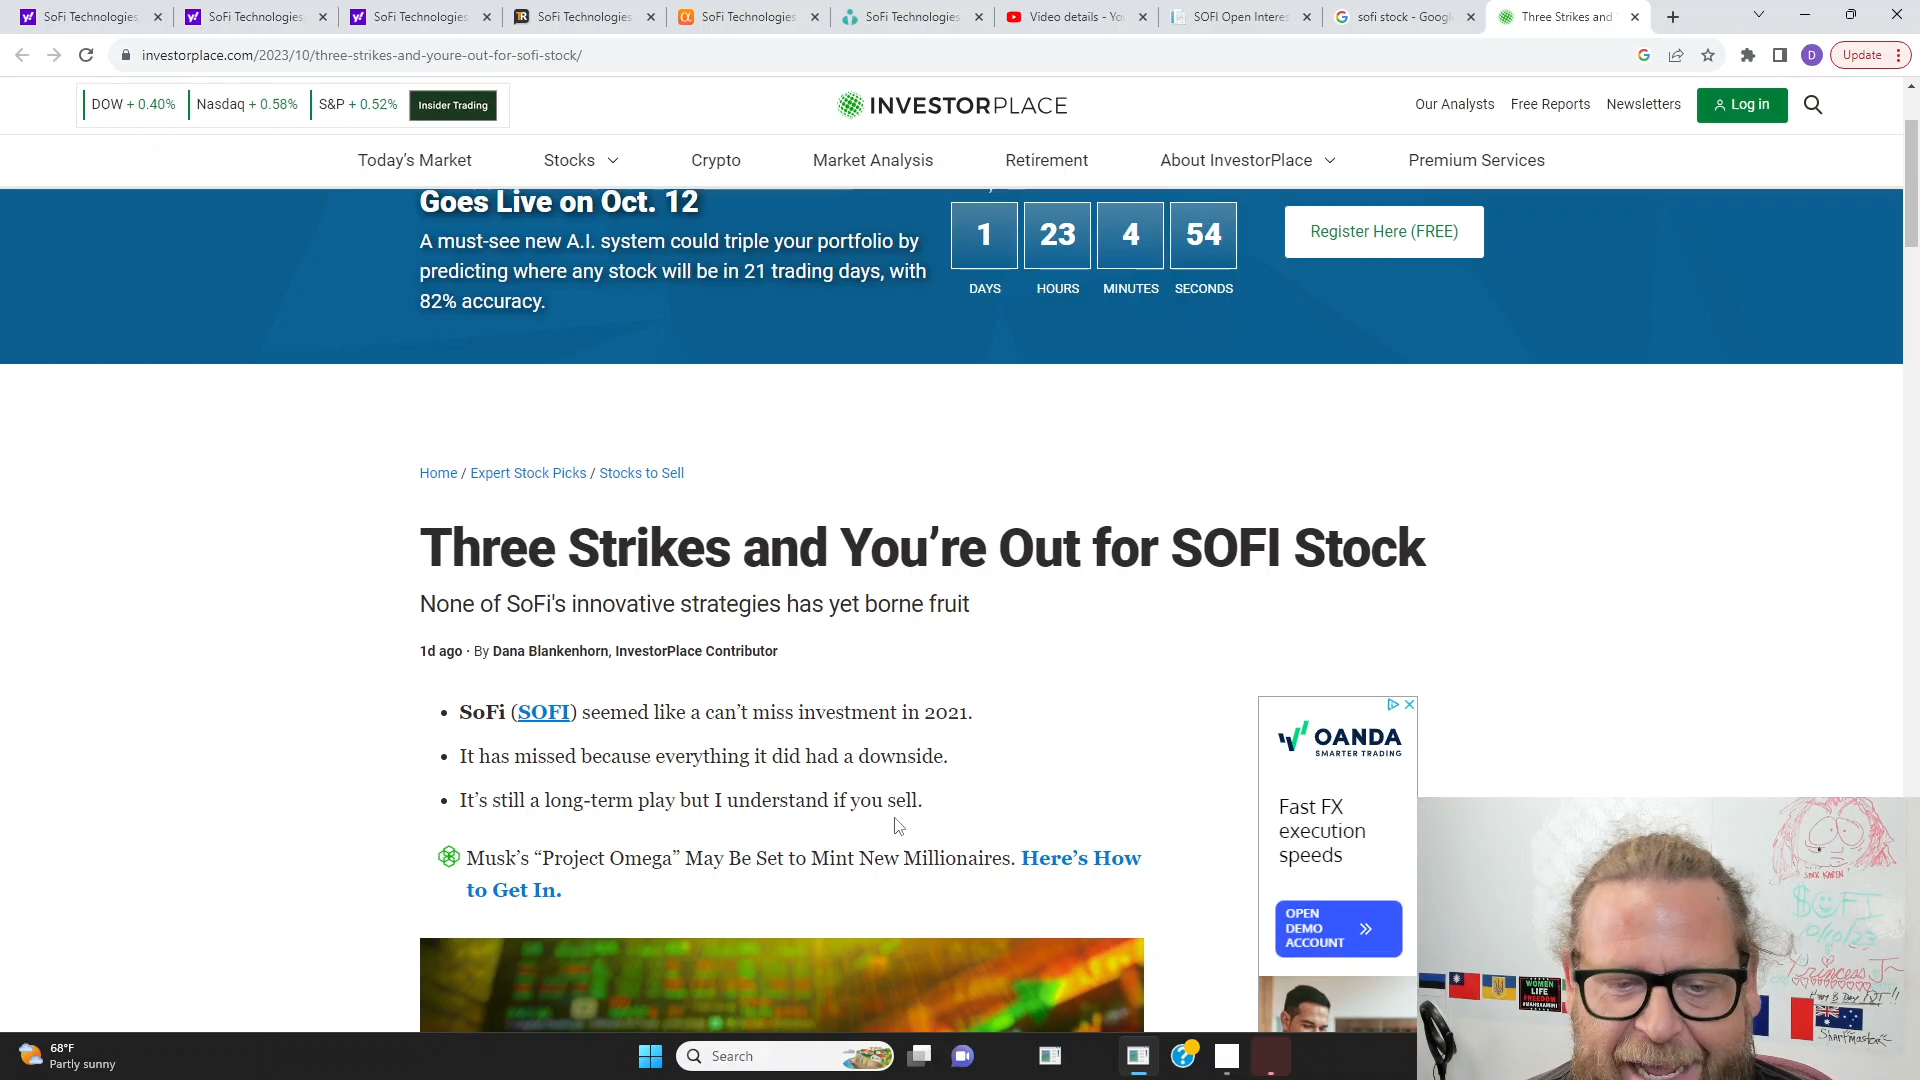 SoFi Technologies,
SoFi Technologies,
SoFi Technologies
SoFi Technologies
SoFi Technologies
SoFi Technologies
Video details - Yo
SOFI Open Interes
sofi stock - Googl
Three Strikes and
investorplace.com/2023/10/three-strikes-and-youre-out-for-sofi-stock/
D
Update
DOW + 0.40%
Nasdaq + 0.58%
S&P + 0.52%
Insider Trading
INVESTORPLACE
Our Analysts
Free Reports
Newsletters
Log in
Today's Market
Stocks
Crypto
Market Analysis
Retirement
About InvestorPlace
Premium Services
Goes Live on Oct. 12
A must-see new A.I. system could triple your portfolio by
predicting where any stock will be in 21 trading days, with
82% accuracy.
1 23 4 54
DAYS HOURS MINUTES SECONDS
Register Here (FREE)
Home / Expert Stock Picks / Stocks to Sell
Three Strikes and You’re Out for SOFI Stock
None of SoFi's innovative strategies has yet borne fruit
1d ago · By Dana Blankenhorn, InvestorPlace Contributor
• SoFi (SOFI) seemed like a can’t miss investment in 2021.
• It has missed because everything it did had a downside.
• It’s still a long-term play but I understand if you sell.
Musk’s “Project Omega” May Be Set to Mint New Millionaires. Here’s How
to Get In.
OANDA
SMARTER TRADING
Fast FX
execution
speeds
OPEN
DEMO
ACCOUNT
$OFI
10/10/23
Princess J
WOMEN
LIFE
FREEDOM
68°F
Partly sunny
Search